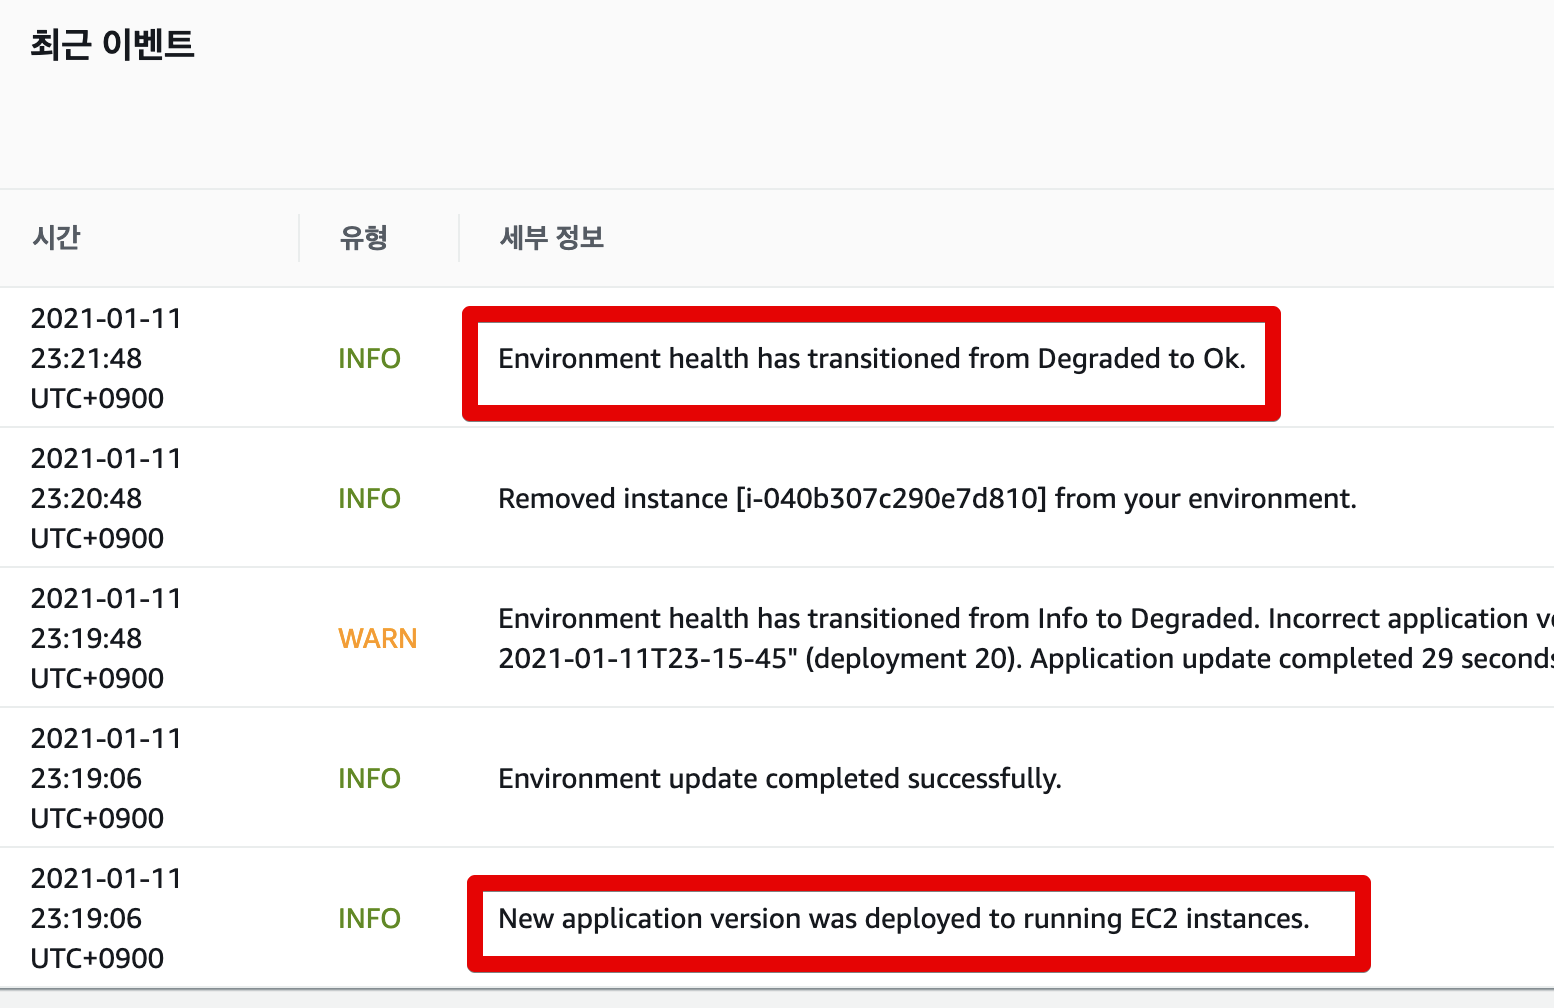 최근 이벤트
시간 유형 세부 정보
2021-01-11
23:21:48 INFO Environment health has transitioned from Degraded to Ok.
UTC+0900
2021-01-11
23:20:48 INFO Removed instance [i-040b307c290e7d810] from your environment.
UTC+0900
2021-01-11
Environment health has transitioned from Info to Degraded. Incorrect application
23:19:48 WARN
2021-01-11T23-15-45" (deployment 20). Application update completed 29 seconds
UTC+0900
2021-01-11
23:19:06 INFO Environment update completed successfully.
UTC+0900
2021-01-11
23:19:06 INFO New application version was deployed to running EC2 instances.
UTC+0900